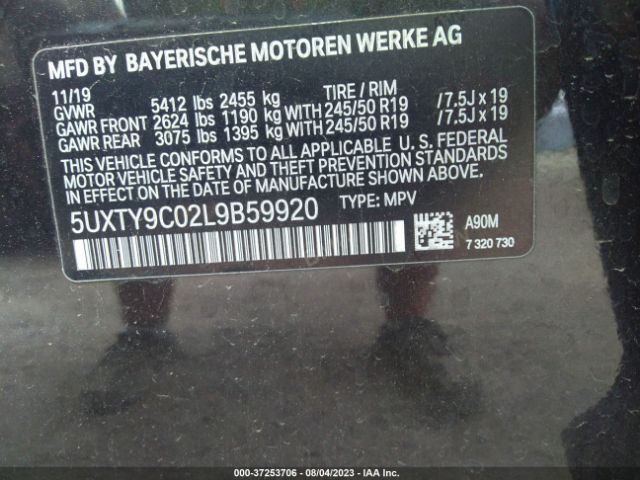 MFD BY BAYERISCHE MOTOREN WERKE AG
11/19 TIRE / RIM
GVWR 5412 lbs 2455 kg
GAWR FRONT 2624 lbs 1190 kg WITH 245/50 R19 /7.5J x 19
GAWR REAR 3075 lbs 1395 kg WITH 245/50 R19 /7.5J x 19
THIS VEHICLE CONFORMS TO ALL APPLICABLE U. S. FEDERAL
MOTOR VEHICLE SAFETY, BUMPER, AND THEFT PREVENTION STANDARDS
IN EFFECT ON THE DATE OF MANUFACTURE SHOWN ABOVE.
5UXTY9C02L9B59920 TYPE: MPV
A90M
7 320 730
000-37253706 - 08/04/2023 - IAA Inc.